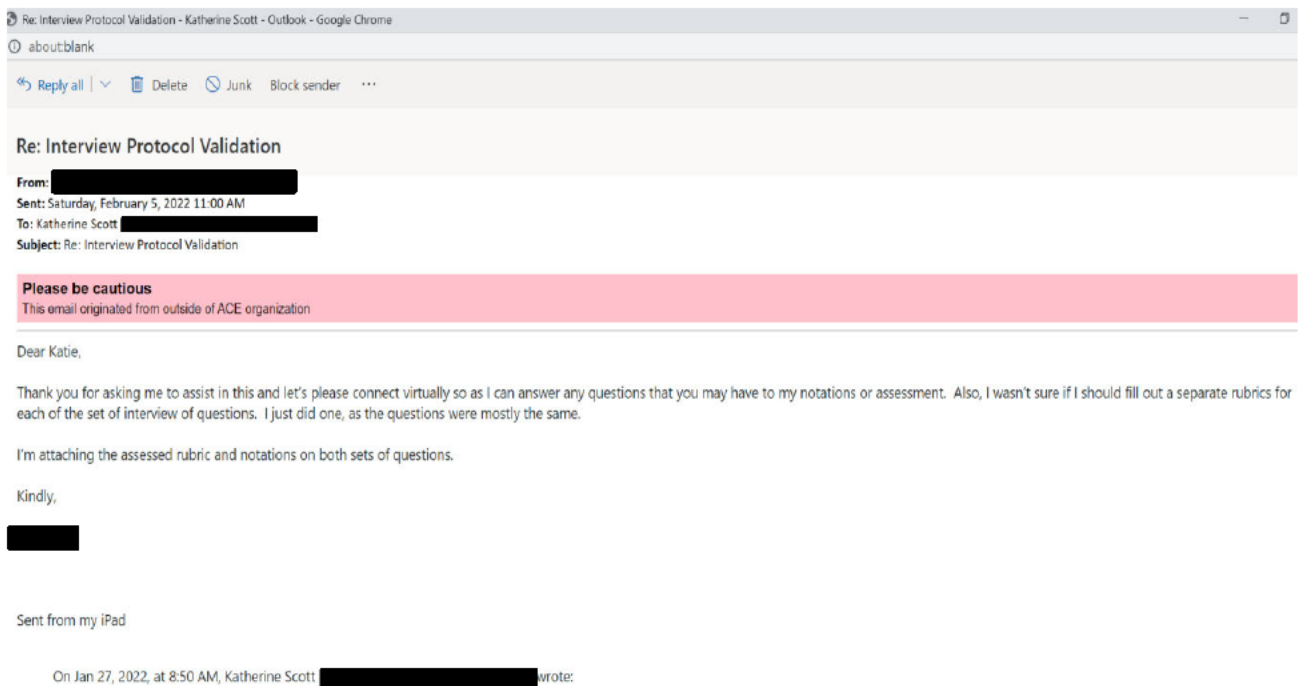 Re: Interview Protocol Validation - Katherine Scott - Outlook - Google Chrome
about:blank
Reply all | Delete Junk Block sender ...
Re: Interview Protocol Validation
From:
Sent: Saturday, February 5, 2022 11:00 AM
To: Katherine Scott
Subject: Re: Interview Protocol Validation
Please be cautious
This email originated from outside of ACE organization
Dear Katie,
Thank you for asking me to assist in this and let's please connect virtually so as I can answer any questions that you may have to my notations or assessment.  Also, I wasn't sure if I should fill out a separate rubrics for
each of the set of interview of questions.  I just did one, as the questions were mostly the same.
I'm attaching the assessed rubric and notations on both sets of questions.
Kindly,
Sent from my iPad
On Jan 27, 2022, at 8:50 AM, Katherine Scott wrote: